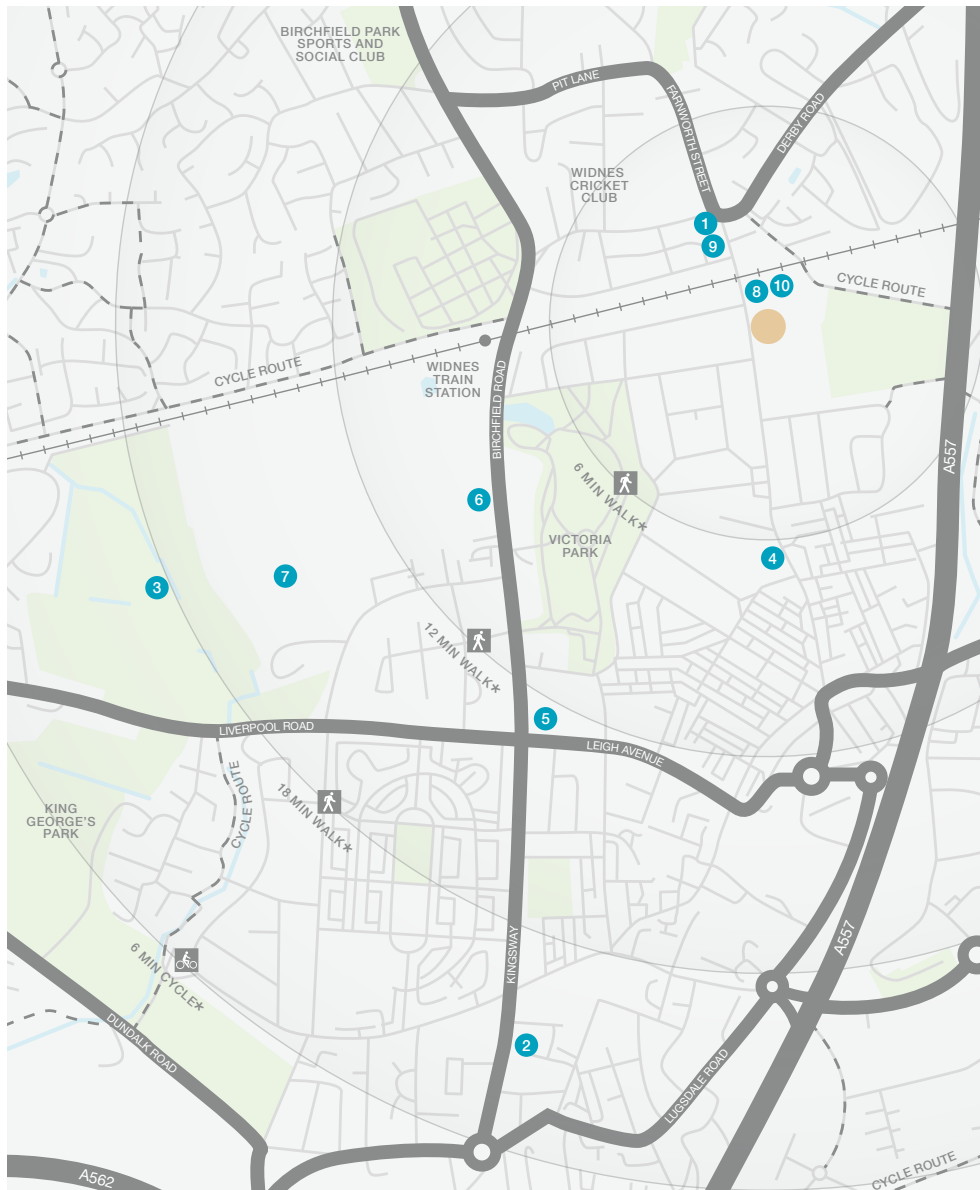 BIRCHFIELD PARK
SPORTS AND
SOCIAL CLUB
PIT LANE
FARNWORTH STREET
DERBY ROAD
WIDNES
CRICKET
CLUB
1
9
8
10
CYCLE ROUTE
CYCLE ROUTE
WIDNES
TRAIN
STATION
BIRCHFIELD ROAD
A557
6 MIN WALK*
6
VICTORIA
PARK
4
3
7
12 MIN WALK*
5
LIVERPOOL ROAD
LEIGH AVENUE
CYCLE ROUTE
18 MIN WALK*
KING
GEORGE'S
PARK
KINGSWAY
A557
6 MIN CYCLE*
DUNDALK ROAD
2
LUGSDALE ROAD
A562
CYCLE ROUTE